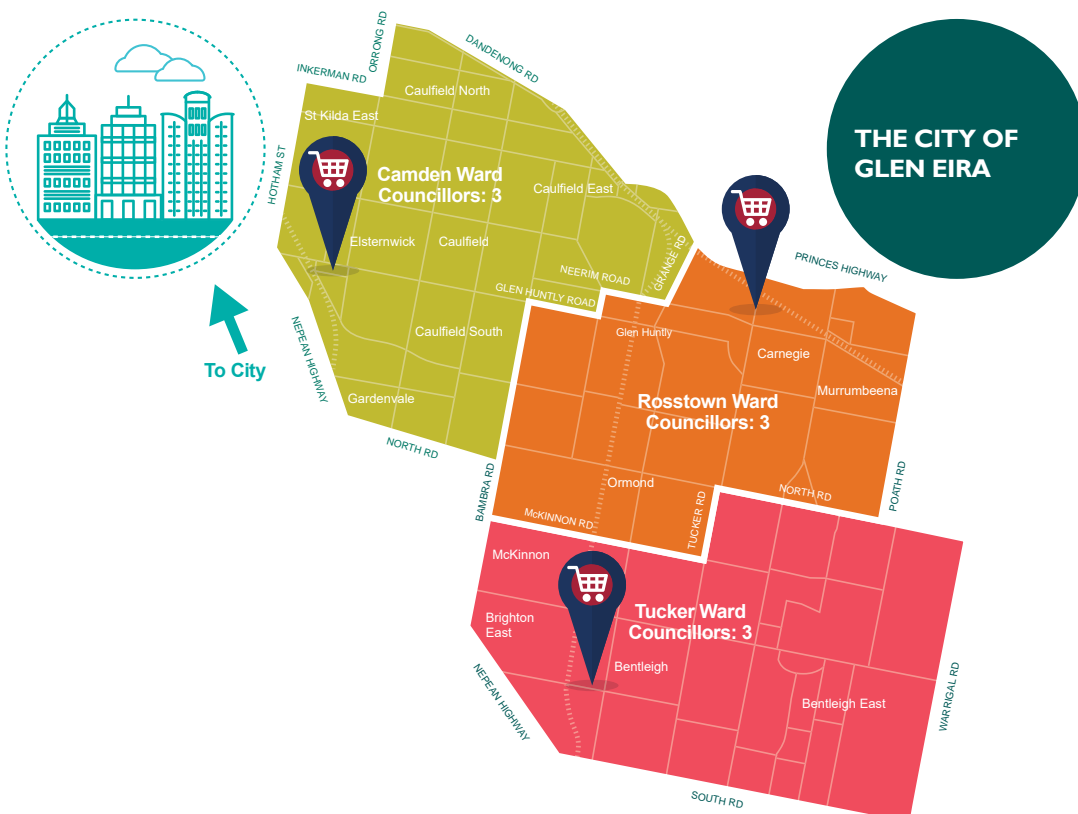 ORRONG RD
DANDENONG RD
INKERMAN RD
Caulfield North
St Kilda East
THE CITY OF
GLEN EIRA
HOTHAM ST
Camden Ward
Councillors: 3
Caulfield East
Elsternwick
Caulfield
GRANGE RD
PRINCES HIGHWAY
NEERIM ROAD
GLEN HUNTLY ROAD
NEPEAN HIGHWAY
Caulfield South
Glen Huntly
Carnegie
To City
Gardenvale
Murrumbeena
Rosstown Ward
Councillors: 3
NORTH RD
BAMBRA RD
Ormond
TUCKER RD
NORTH RD
POATH RD
McKINNON RD
McKinnon
Brighton
East
Tucker Ward
Councillors: 3
Bentleigh
NEPEAN HIGHWAY
Bentleigh East
WARRIGAL RD
SOUTH RD